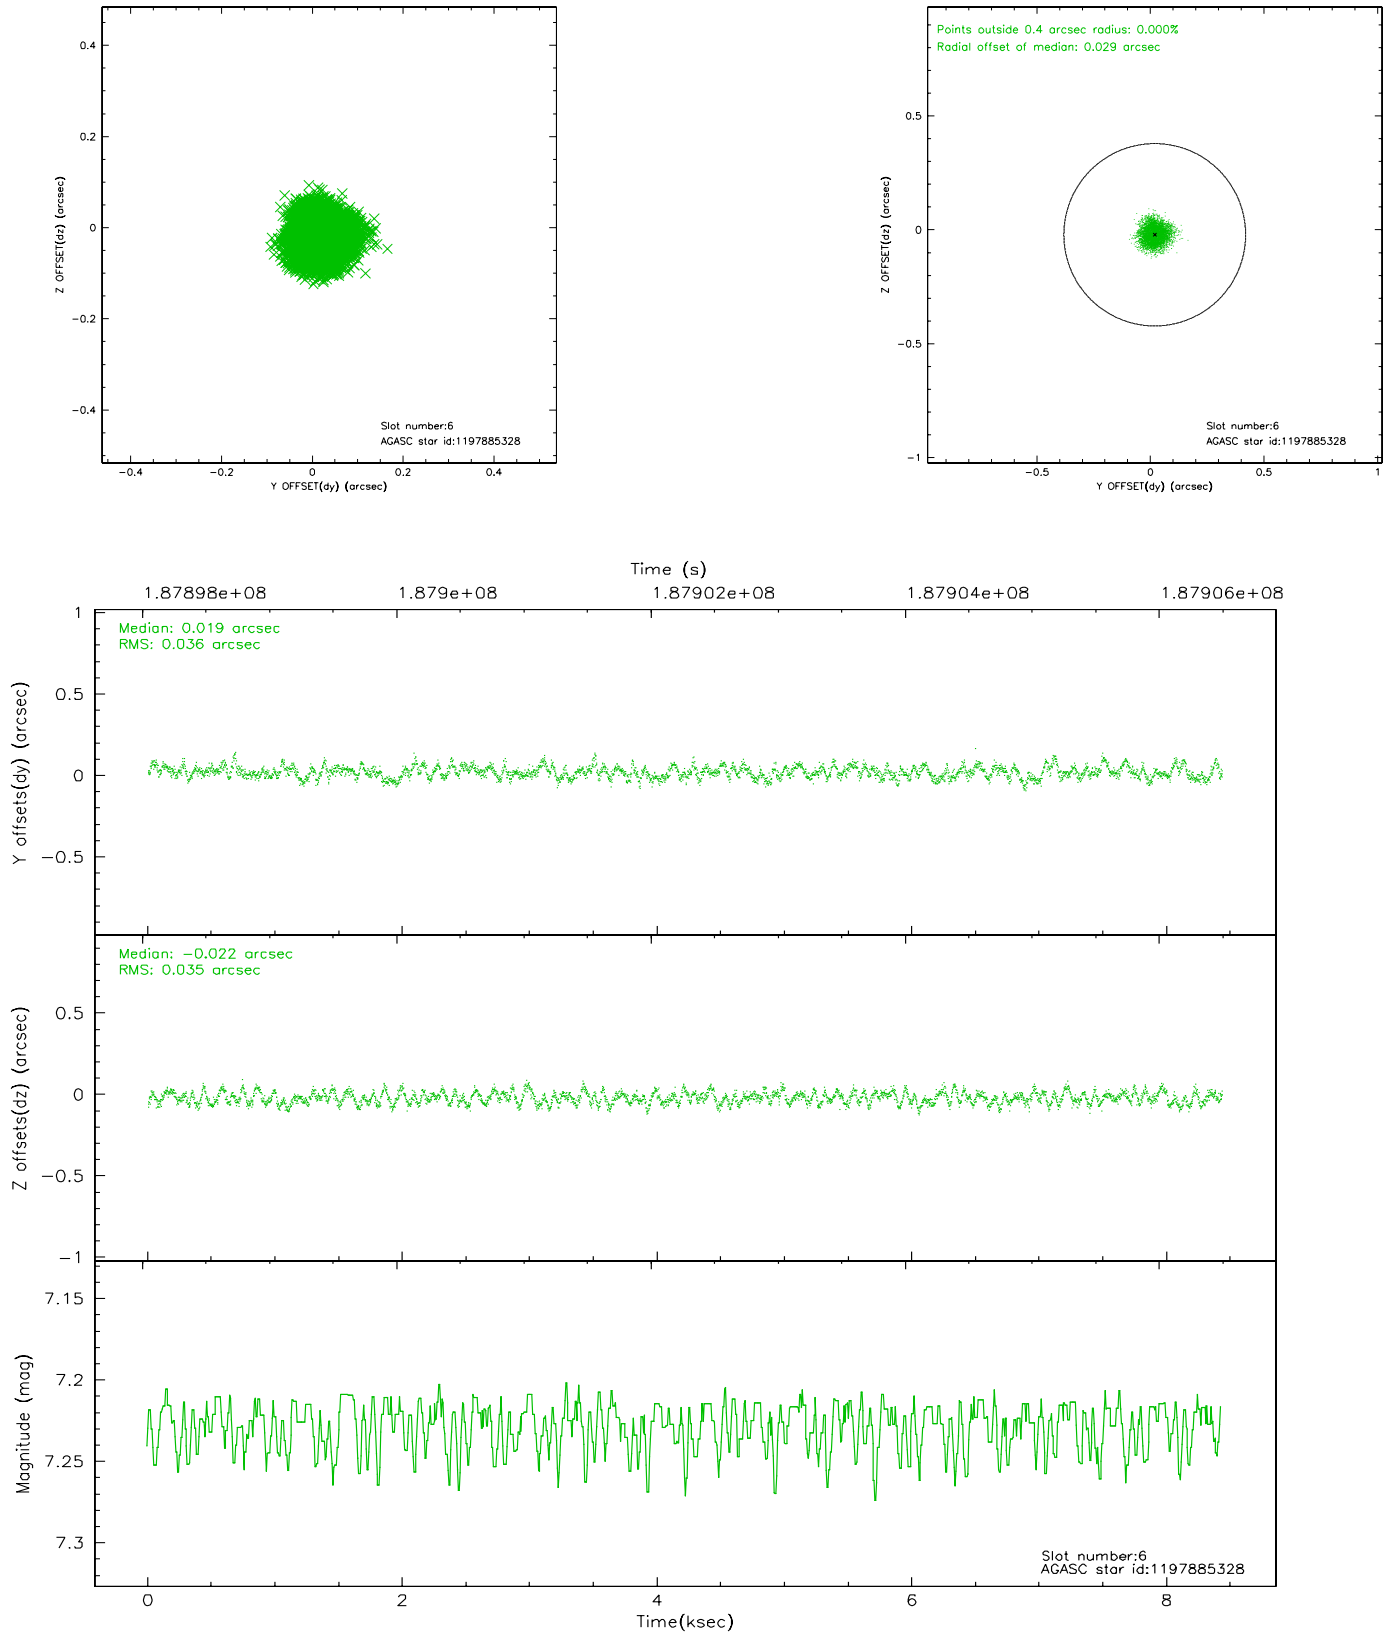 0.4
0.2
0
-0.2
-0.4
Z OFFSET(dz) (arcsec)
-0.4 -0.2 0 0.2 0.4
Y OFFSET(dy) (arcsec)
Slot number:6
AGASC star id:1197885328
Points outside 0.4 arcsec radius: 0.000%
Radial offset of median: 0.029 arcsec
0.5
0
-0.5
-1
Z OFFSET(dz) (arcsec)
-0.5 0 0.5 1
Y OFFSET(dy) (arcsec)
Slot number:6
AGASC star id:1197885328
Time (s)
1.87898e+08 1.879e+08 1.87902e+08 1.87904e+08 1.87906e+08
Median: 0.019 arcsec
RMS: 0.036 arcsec
1
0.5
0
-0.5
Y offsets(dy) (arcsec)
Median: -0.022 arcsec
RMS: 0.035 arcsec
0.5
0
-0.5
-1
Z offsets(dz) (arcsec)
7.15
7.2
7.25
7.3
Magnitude (mag)
Slot number:6
AGASC star id:1197885328
0 2 4 6 8
Time(ksec)